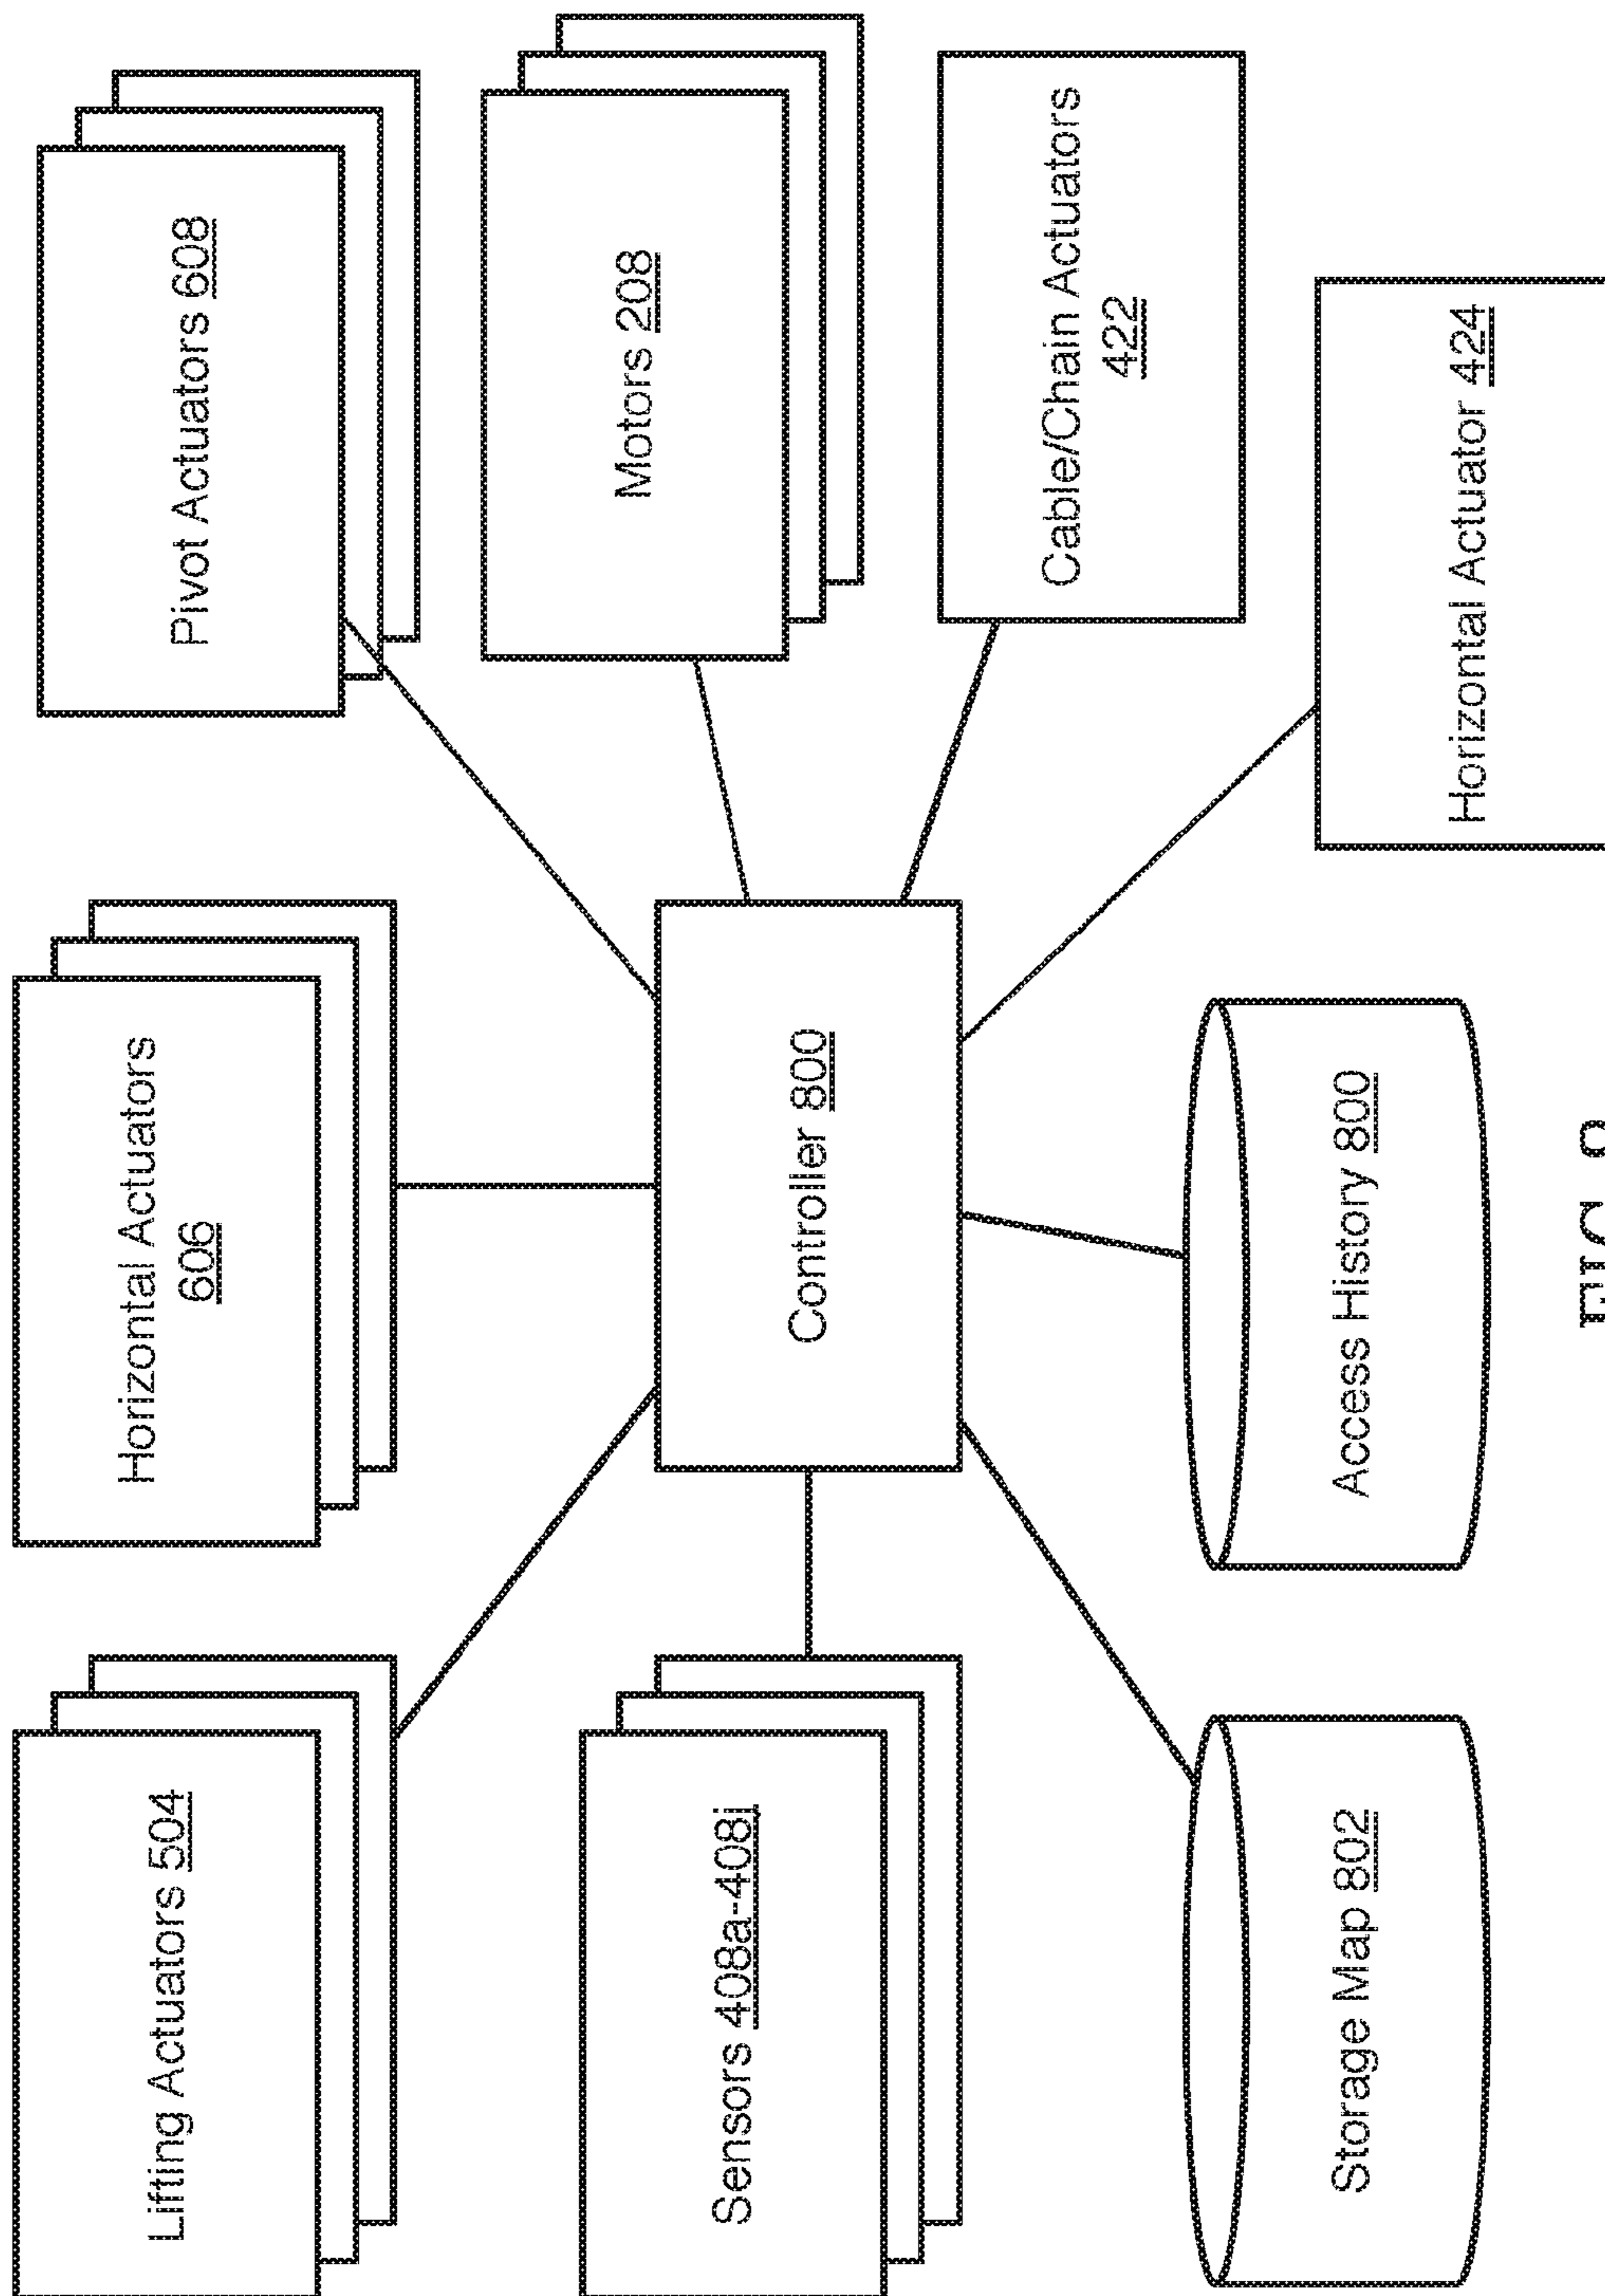 Lifting Actuators 504
Horizontal Actuators
606
Pivot Actuators 608
Sensors 408a-408j
Controller 800
Motors 208
Cable/Chain Actuators
422
Storage Map 802
Access History 800
Horizontal Actuator 424